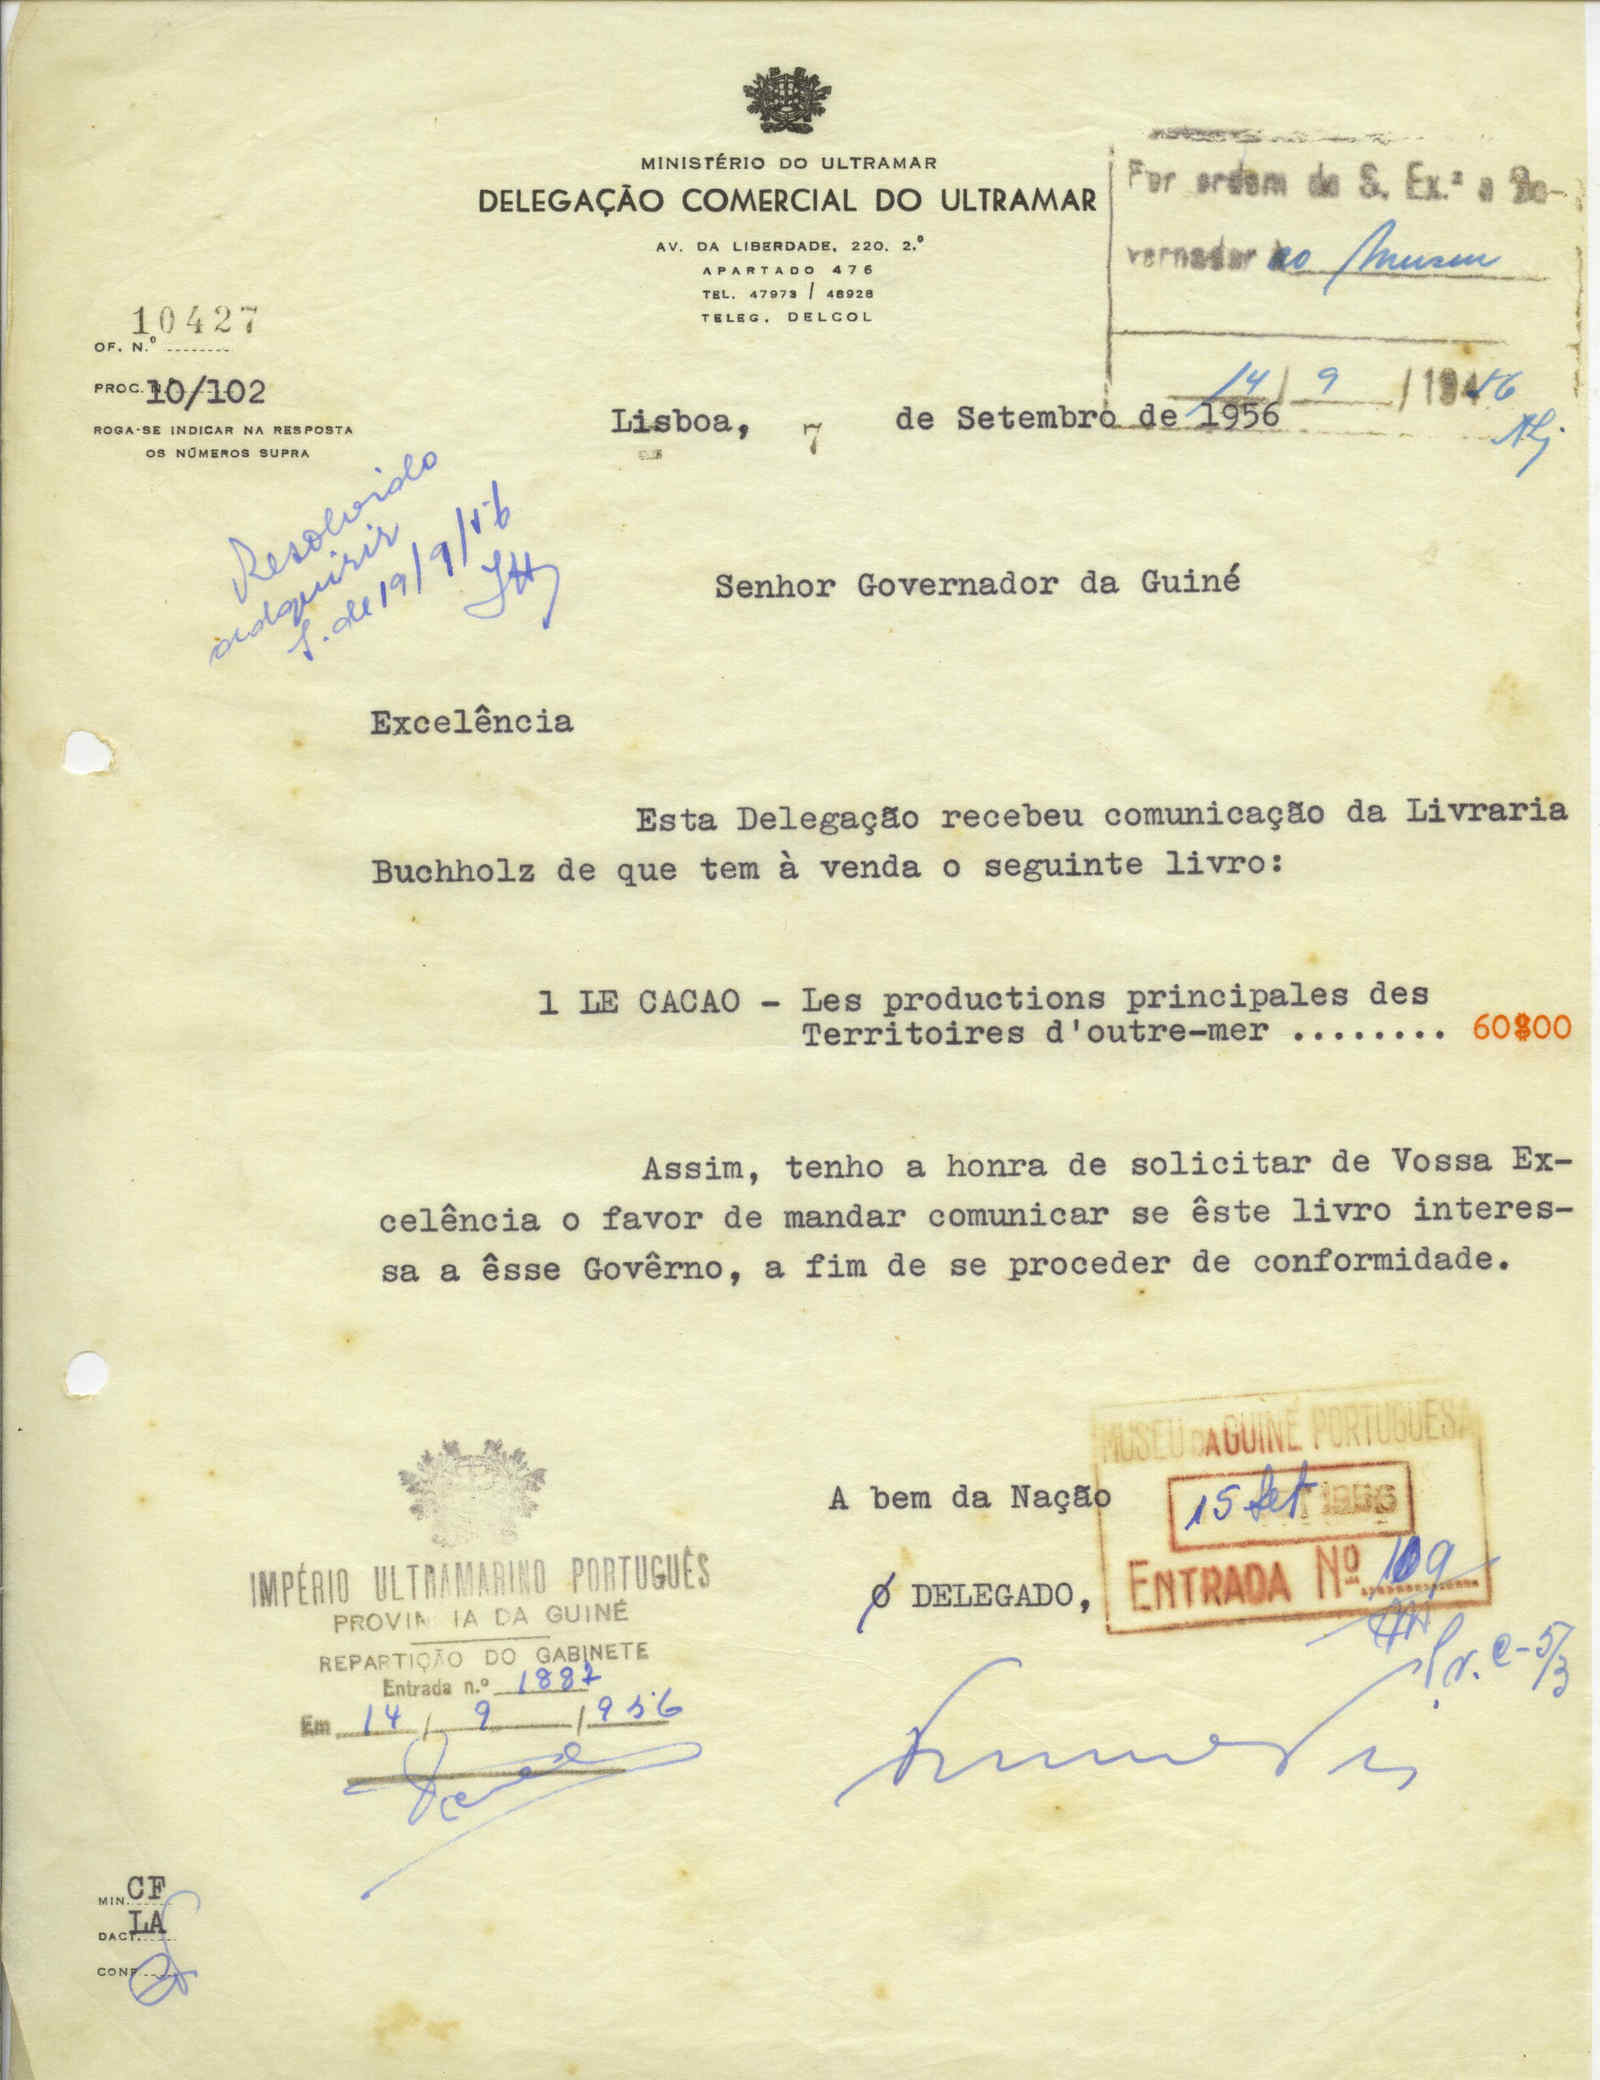 MINISTÉRIO DO ULTRAMAR
DELEGAÇÃO COMERCIAL DO ULTRAMAR
AV. DA LIBERDADE, 220, 2.º
APARTADO 476
TEL. 47973 / 48928
TELEG. DELCOL
Por ordem de S. Ex.ª o Go-
vernador ao Museu
14 / 9 / 1956
10427
OF. N.º
PROC. 10/102
ROGA-SE INDICAR NA RESPOSTA
OS NÚMEROS SUPRA
Lisboa, 7 de Setembro de 1956
Resolvido
adquirir
S. de 19/9/56
Senhor Governador da Guiné
Excelência
Esta Delegação recebeu comunicação da Livraria
Buchholz de que tem à venda o seguinte livro:
1 LE CACAO - Les productions principales des
Territoires d'outre-mer ........ 60$00
Assim, tenho a honra de solicitar de Vossa Ex-
celência o favor de mandar comunicar se êste livro interes-
sa a êsse Govêrno, a fim de se proceder de conformidade.
A bem da Nação
O DELEGADO,
MUSEU DA GUINÉ PORTUGUESA
15 Set 1956
ENTRADA Nº 109
Pr. C-5/3
IMPÉRIO ULTRAMARINO PORTUGUÊS
PROVINCIA DA GUINÉ
REPARTIÇÃO DO GABINETE
Entrada n.º 1887
Em 14 / 9 / 1956
MIN. CF
DACT. LA
CONF.